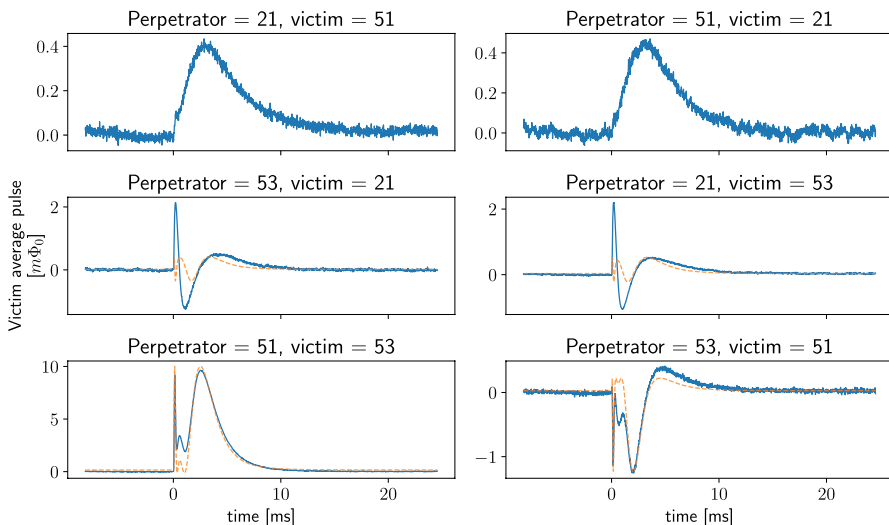 Perpetrator = 21, victim = 51
Perpetrator = 51, victim = 21
0.4
0.2
0.0
0.4
0.2
0.0
Perpetrator = 53, victim = 21
Perpetrator = 21, victim = 53
2
0
2
0
Victim average pulse
[mΦ₀]
Perpetrator = 51, victim = 53
Perpetrator = 53, victim = 51
10
5
0
0
−1
0
10
20
0
10
20
time [ms]
time [ms]